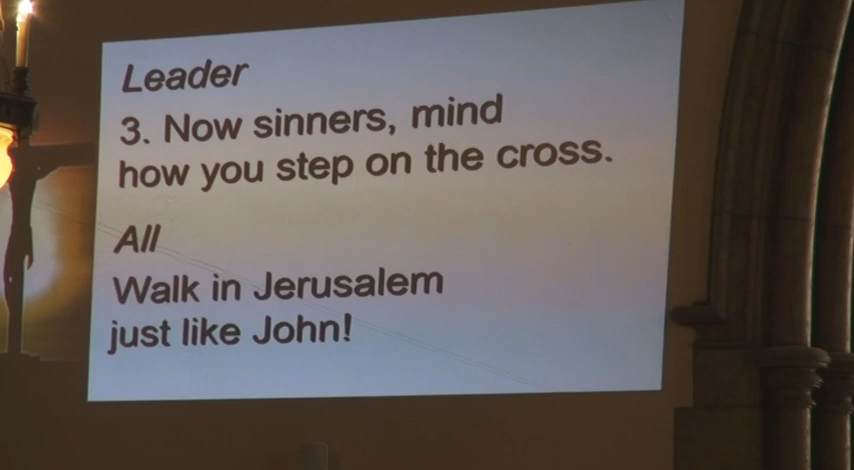 Leader
3. Now sinners, mind
how you step on the cross.
All
Walk in Jerusalem
just like John!